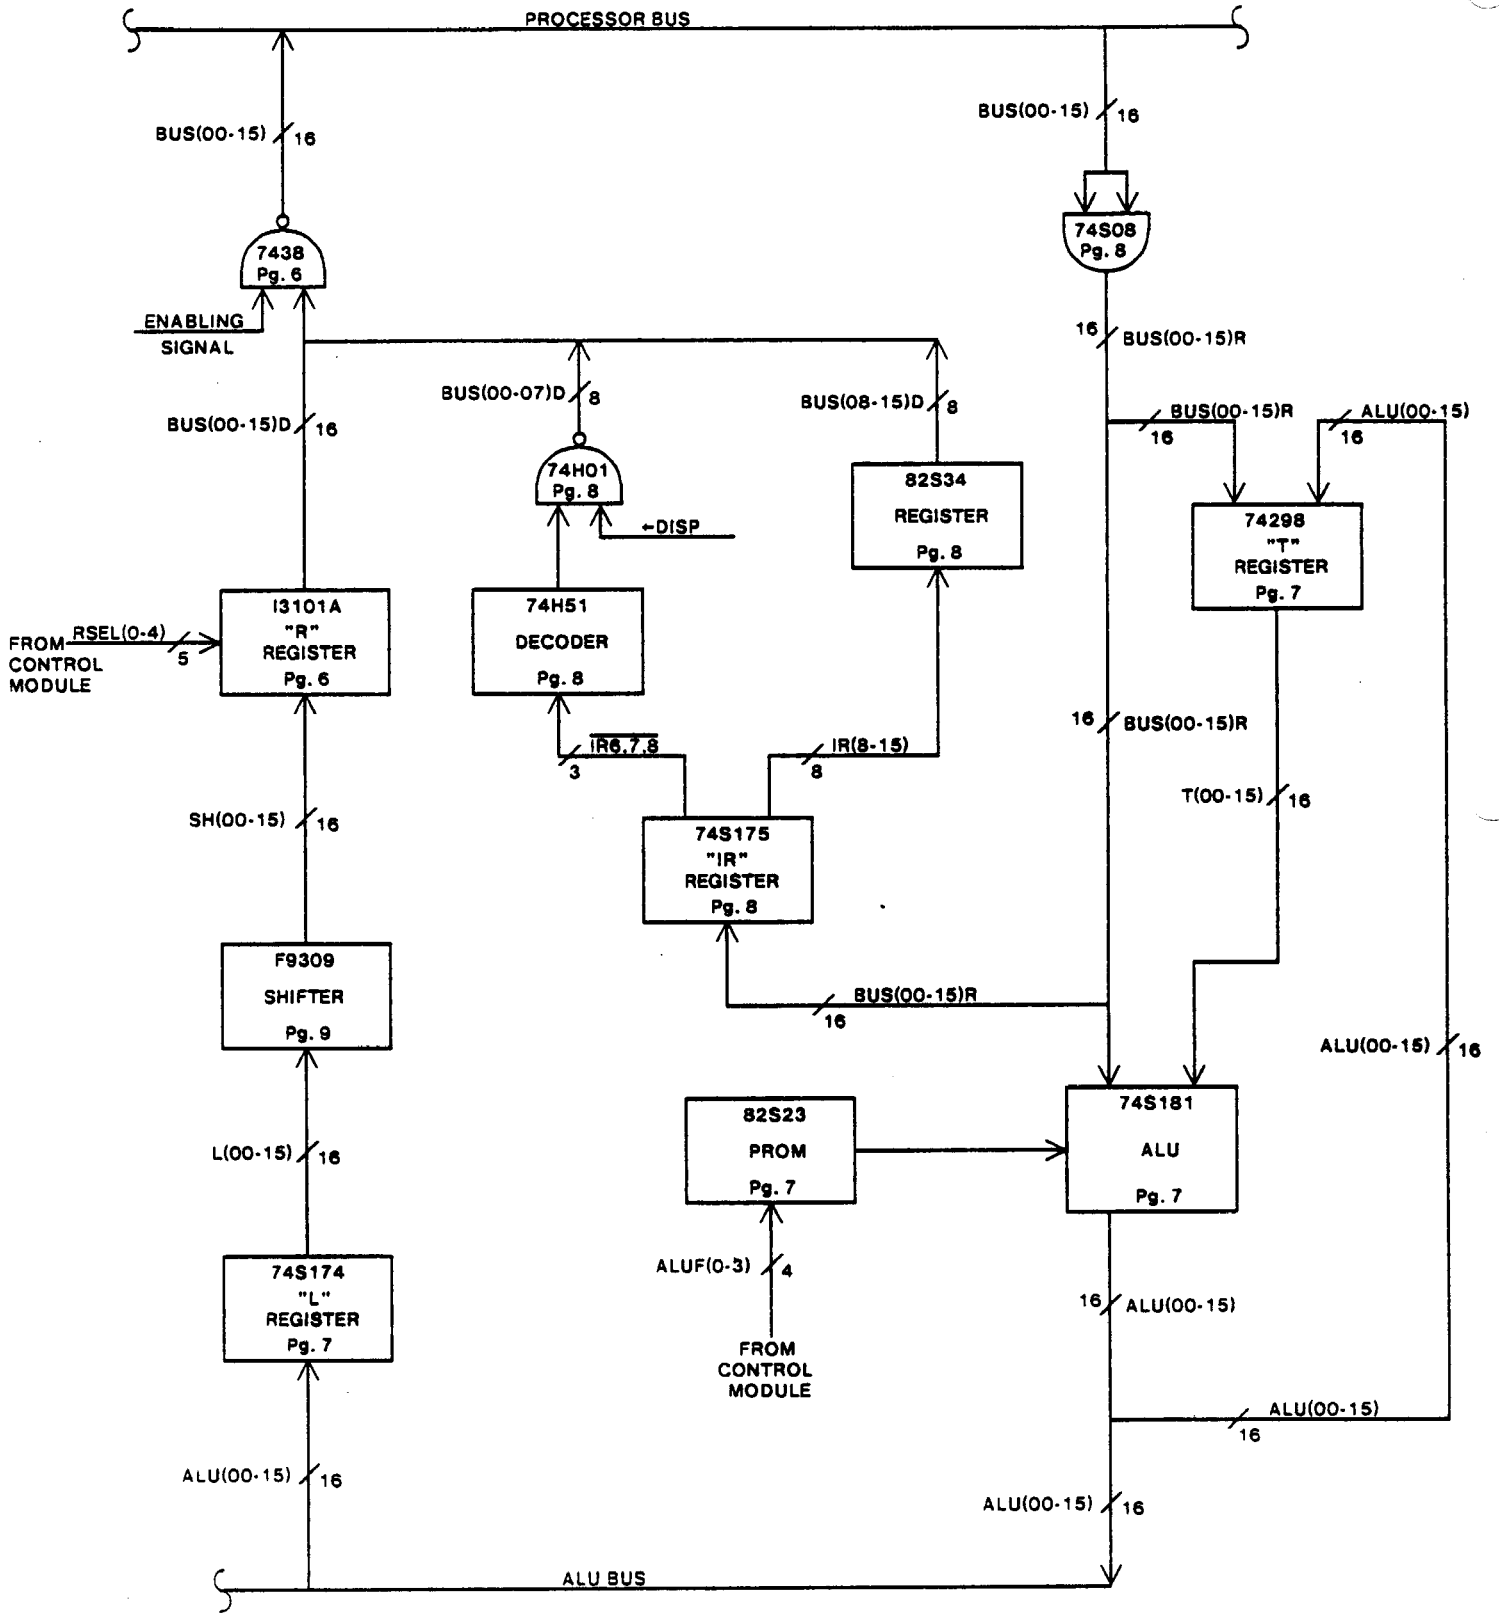 PROCESSOR BUS
BUS(00-15)
16
BUS(00-15)
16
7438
Pg. 6
74S08
Pg. 8
ENABLING
SIGNAL
16
BUS(00-15)R
BUS(00-07)D
8
BUS(08-15)D
8
BUS(00-15)D
16
BUS(00-15)R
16
ALU(00-15)
16
74H01
Pg. 8
←DISP
82S34
REGISTER
Pg. 8
74298
"T"
REGISTER
Pg. 7
I3101A
"R"
REGISTER
Pg. 6
74H51
DECODER
Pg. 8
RSEL(0-4)
5
FROM
CONTROL
MODULE
IR6,7,8
3
IR(8-15)
8
16
BUS(00-15)R
T(00-15)
16
SH(00-15)
16
74S175
"IR"
REGISTER
Pg. 8
F9309
SHIFTER
Pg. 9
BUS(00-15)R
16
ALU(00-15)
16
82S23
PROM
Pg. 7
74S181
ALU
Pg. 7
L(00-15)
16
ALUF(0-3)
4
74S174
"L"
REGISTER
Pg. 7
16
ALU(00-15)
FROM
CONTROL
MODULE
ALU(00-15)
16
ALU(00-15)
16
ALU(00-15)
16
ALU BUS